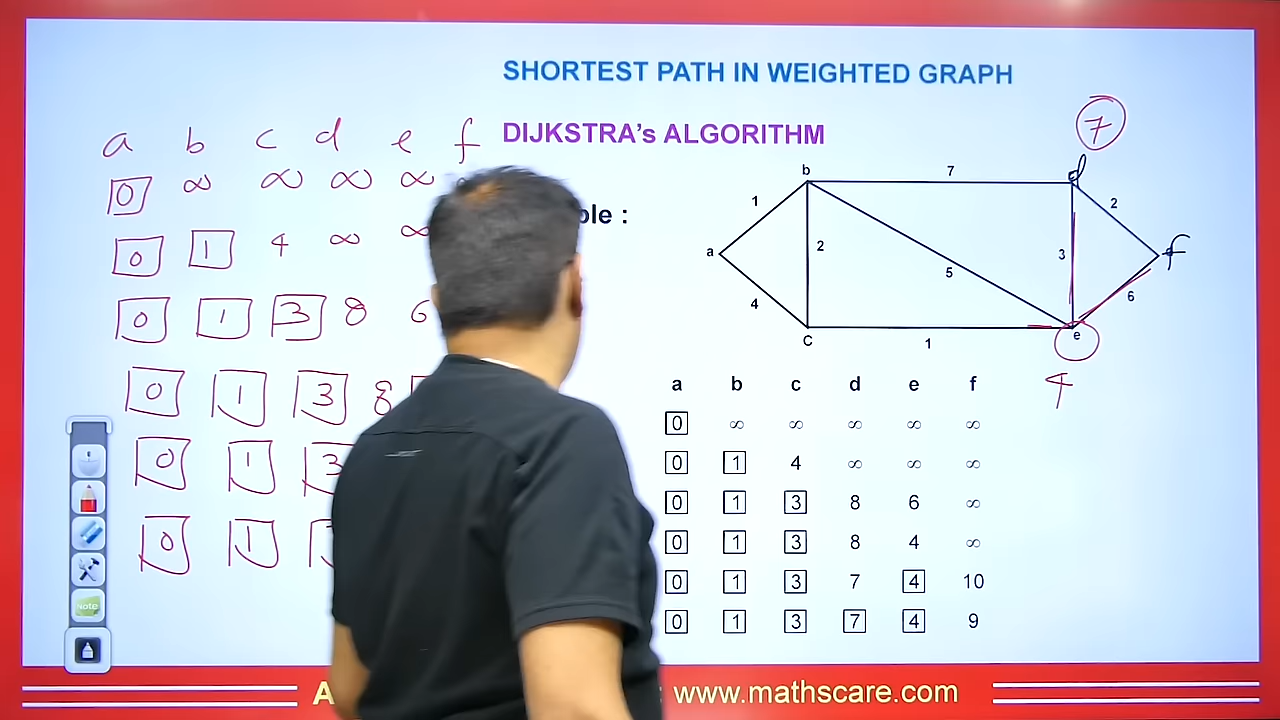 SHORTEST PATH IN WEIGHTED GRAPH
DIJKSTRA's ALGORITHM
a b c d e f
0 ∞ ∞ ∞ ∞
0 1 4 ∞ ∞
0 1 3 8 6
0 1 3 8
0 1 3
0 1
7
b 7 d
1 2
a 2 5 3 f
4 6
C 1 e
4
a b c d e f
0 ∞ ∞ ∞ ∞ ∞
0 1 4 ∞ ∞ ∞
0 1 3 8 6 ∞
0 1 3 8 4 ∞
0 1 3 7 4 10
0 1 3 7 4 9
Note
www.mathscare.com